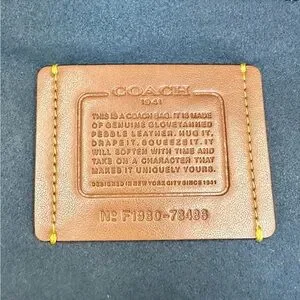 COACH
1941
THIS IS A COACH BAG. IT IS MADE
OF GENUINE GLOVETANNED
PEBBLE LEATHER. HUG IT.
DRAPE IT. SQUEEZE IT. IT
WILL SOFTEN WITH TIME AND
TAKE ON A CHARACTER THAT
MAKES IT UNIQUELY YOURS.
DESIGNED IN NEW YORK CITY SINCE 1941
Nº F1980-78488